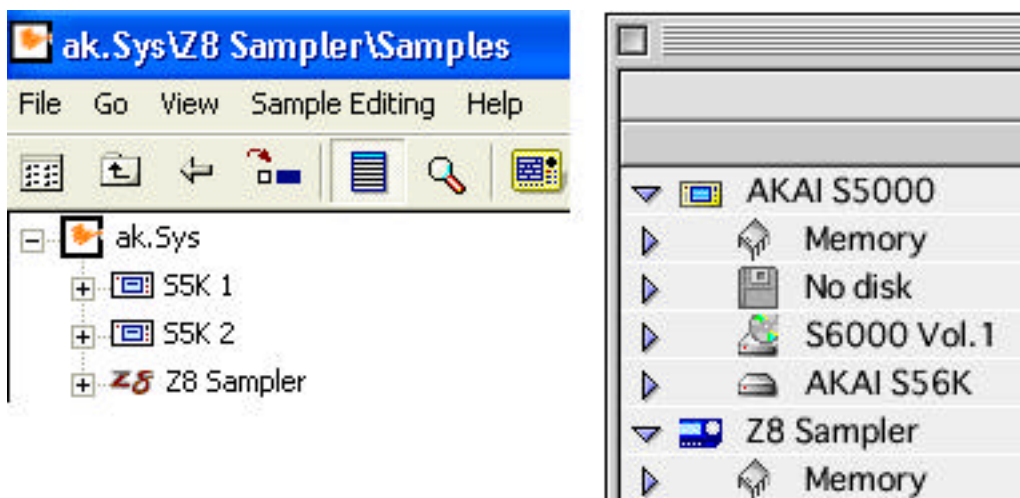 ak.Sys\Z8 Sampler\Samples
File Go View Sample Editing Help
ak.Sys
S5K 1
S5K 2
Z8 Z8 Sampler
AKAI S5000
Memory
No disk
S6000 Vol.1
AKAI S56K
Z8 Sampler
Memory